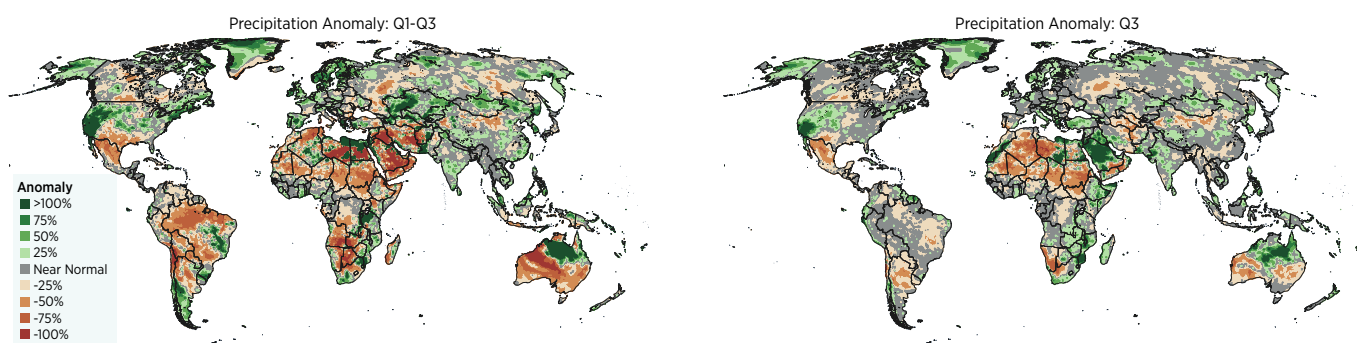 Precipitation Anomaly: Q1-Q3
Precipitation Anomaly: Q3
Anomaly
>100%
75%
50%
25%
Near Normal
-25%
-50%
-75%
-100%